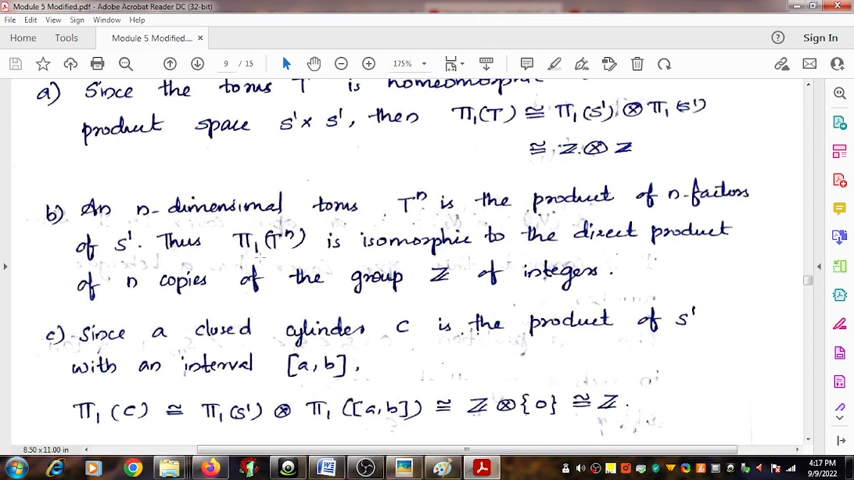 Module 5 Modified.pdf - Adobe Acrobat Reader DC (32-bit)
File Edit View Sign Window Help
Home Tools Module 5 Modified... × Sign In
9 / 15 175%
a) Since the torus T is homeomorphic
product space S¹ × S¹, then π₁(T) ≅ π₁(S¹) ⊗ π₁(S¹)
≅ ℤ ⊗ ℤ
b) An n-dimensional torus Tⁿ is the product of n-factors
of S¹. Thus π₁(Tⁿ) is isomorphic to the direct product
of n copies of the group ℤ of integers.
c) Since a closed cylinder C is the product of S¹
with an interval [a, b],
π₁(C) ≅ π₁(S¹) ⊗ π₁([a,b]) ≅ ℤ ⊗ {0} ≅ ℤ.
8.50 x 11.00 in
4:17 PM
9/9/2022